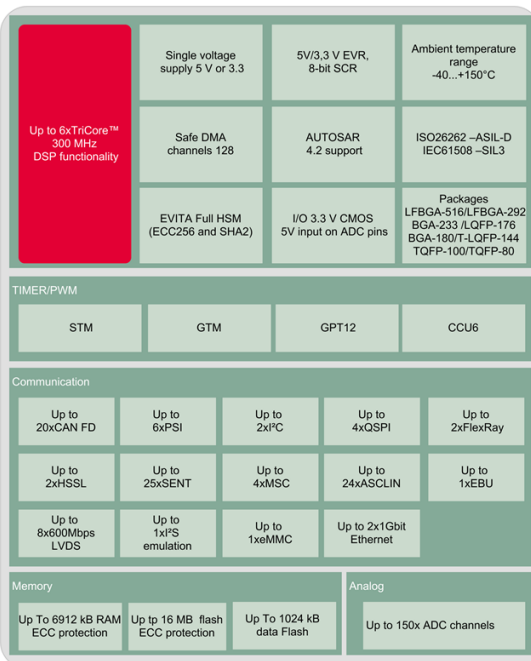 Up to 6xTriCore™
300 MHz
DSP functionality
Single voltage
supply 5 V or 3.3
5V/3,3 V EVR,
8-bit SCR
Ambient temperature
range
-40...+150°C
Safe DMA
channels 128
AUTOSAR
4.2 support
ISO26262 –ASIL-D
IEC61508 –SIL3
EVITA Full HSM
(ECC256 and SHA2)
I/O 3.3 V CMOS
5V input on ADC pins
Packages
LFBGA-516/LFBGA-292
BGA-233 /LQFP-176
BGA-180/T-LQFP-144
TQFP-100/TQFP-80
TIMER/PWM
STM
GTM
GPT12
CCU6
Communication
Up to
20xCAN FD
Up to
6xPSI
Up to
2xI²C
Up to
4xQSPI
Up to
2xFlexRay
Up to
2xHSSL
Up to
25xSENT
Up to
4xMSC
Up to
24xASCLIN
Up to
1xEBU
Up to
8x600Mbps
LVDS
Up to
1xI²S
emulation
Up to
1xeMMC
Up to 2x1Gbit
Ethernet
Memory
Up To 6912 kB RAM
ECC protection
Up tp 16 MB flash
ECC protection
Up To 1024 kB
data Flash
Analog
Up to 150x ADC channels